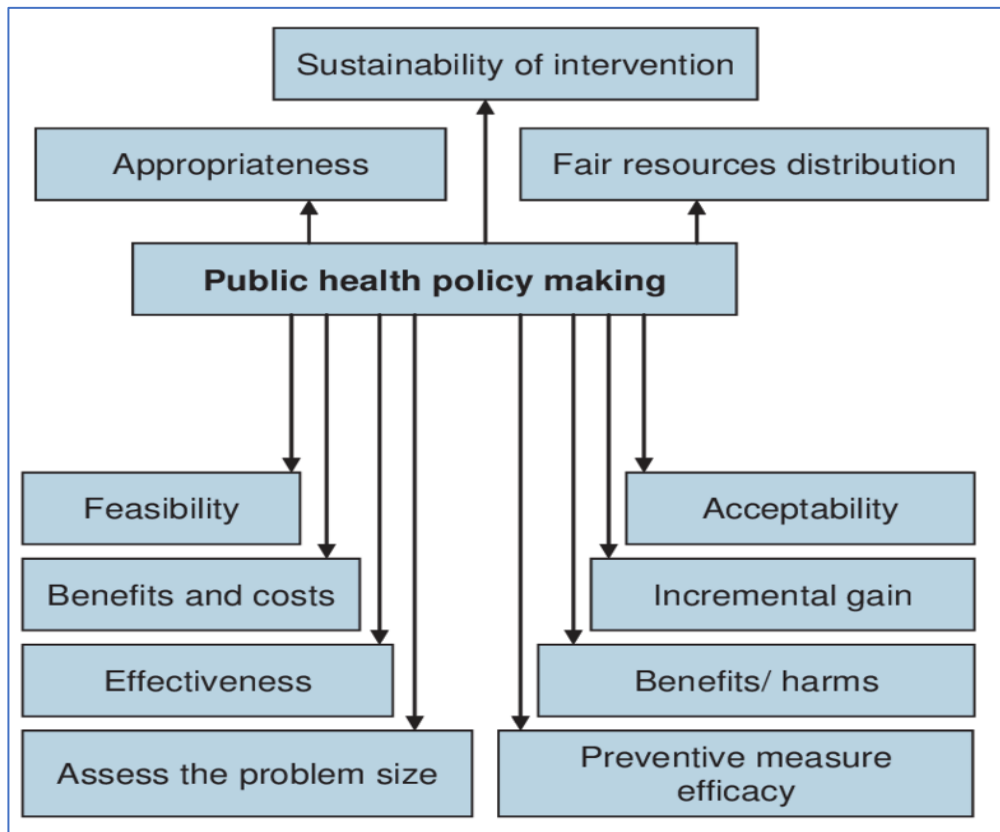 Sustainability of intervention
Appropriateness
Fair resources distribution
Public health policy making
Feasibility
Acceptability
Benefits and costs
Incremental gain
Effectiveness
Benefits/ harms
Assess the problem size
Preventive measure
efficacy